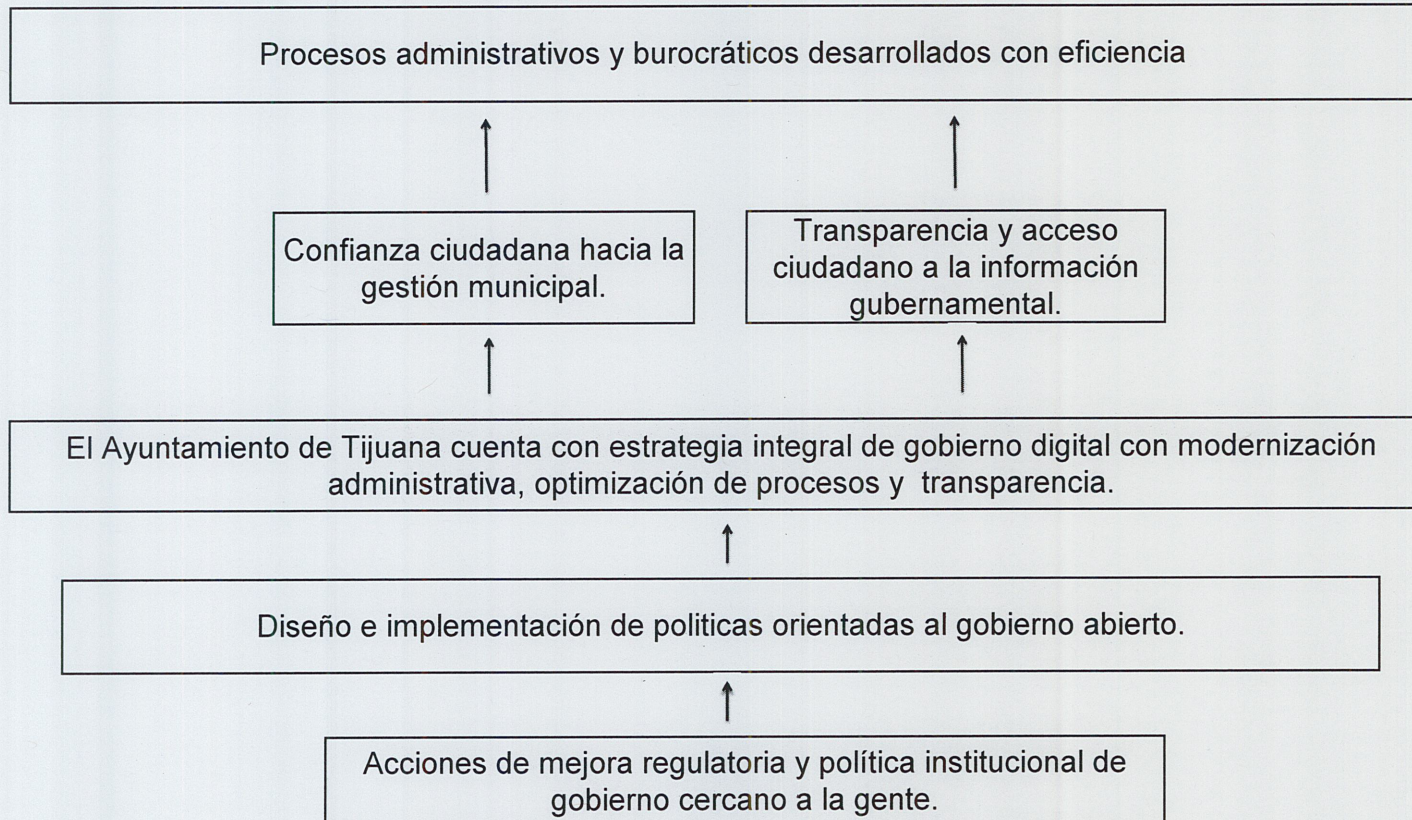 Procesos administrativos y burocráticos desarrollados con eficiencia
Confianza ciudadana hacia la
gestión municipal.
Transparencia y acceso
ciudadano a la información
gubernamental.
El Ayuntamiento de Tijuana cuenta con estrategia integral de gobierno digital con modernización
administrativa, optimización de procesos y  transparencia.
Diseño e implementación de politicas orientadas al gobierno abierto.
Acciones de mejora regulatoria y política institucional de
gobierno cercano a la gente.